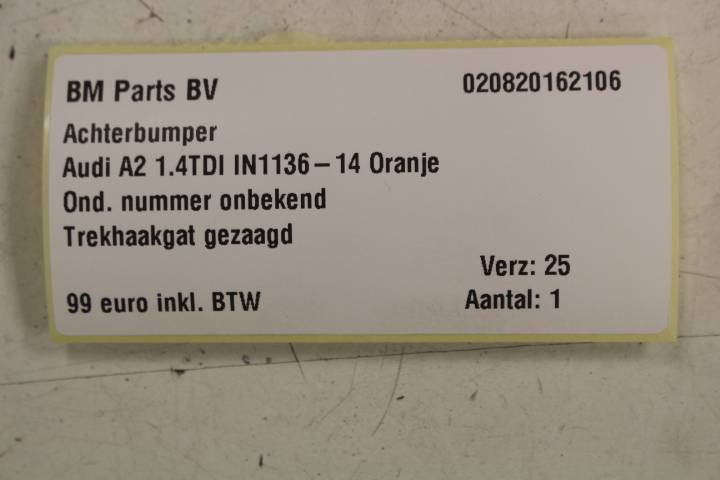 BM Parts BV 020820162106
Achterbumper
Audi A2 1.4TDI IN1136-14 Oranje
Ond. nummer onbekend
Trekhaakgat gezaagd
Verz: 25
99 euro inkl. BTW Aantal: 1